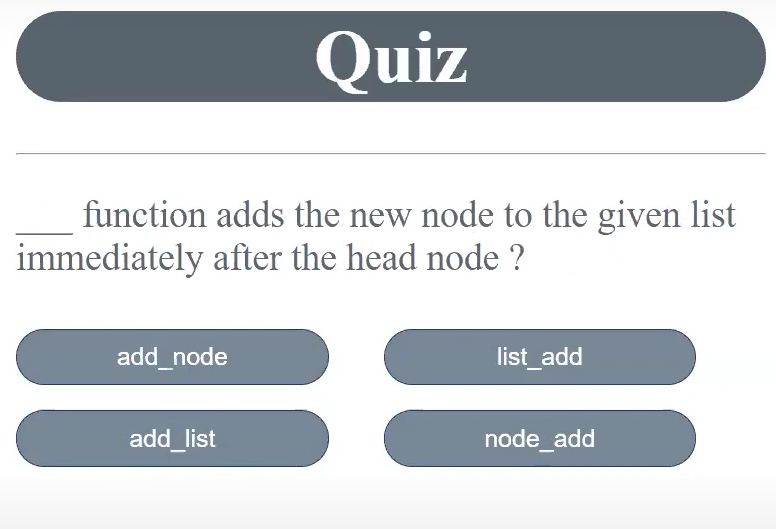 Quiz
___ function adds the new node to the given list
immediately after the head node ?
add_node
list_add
add_list
node_add